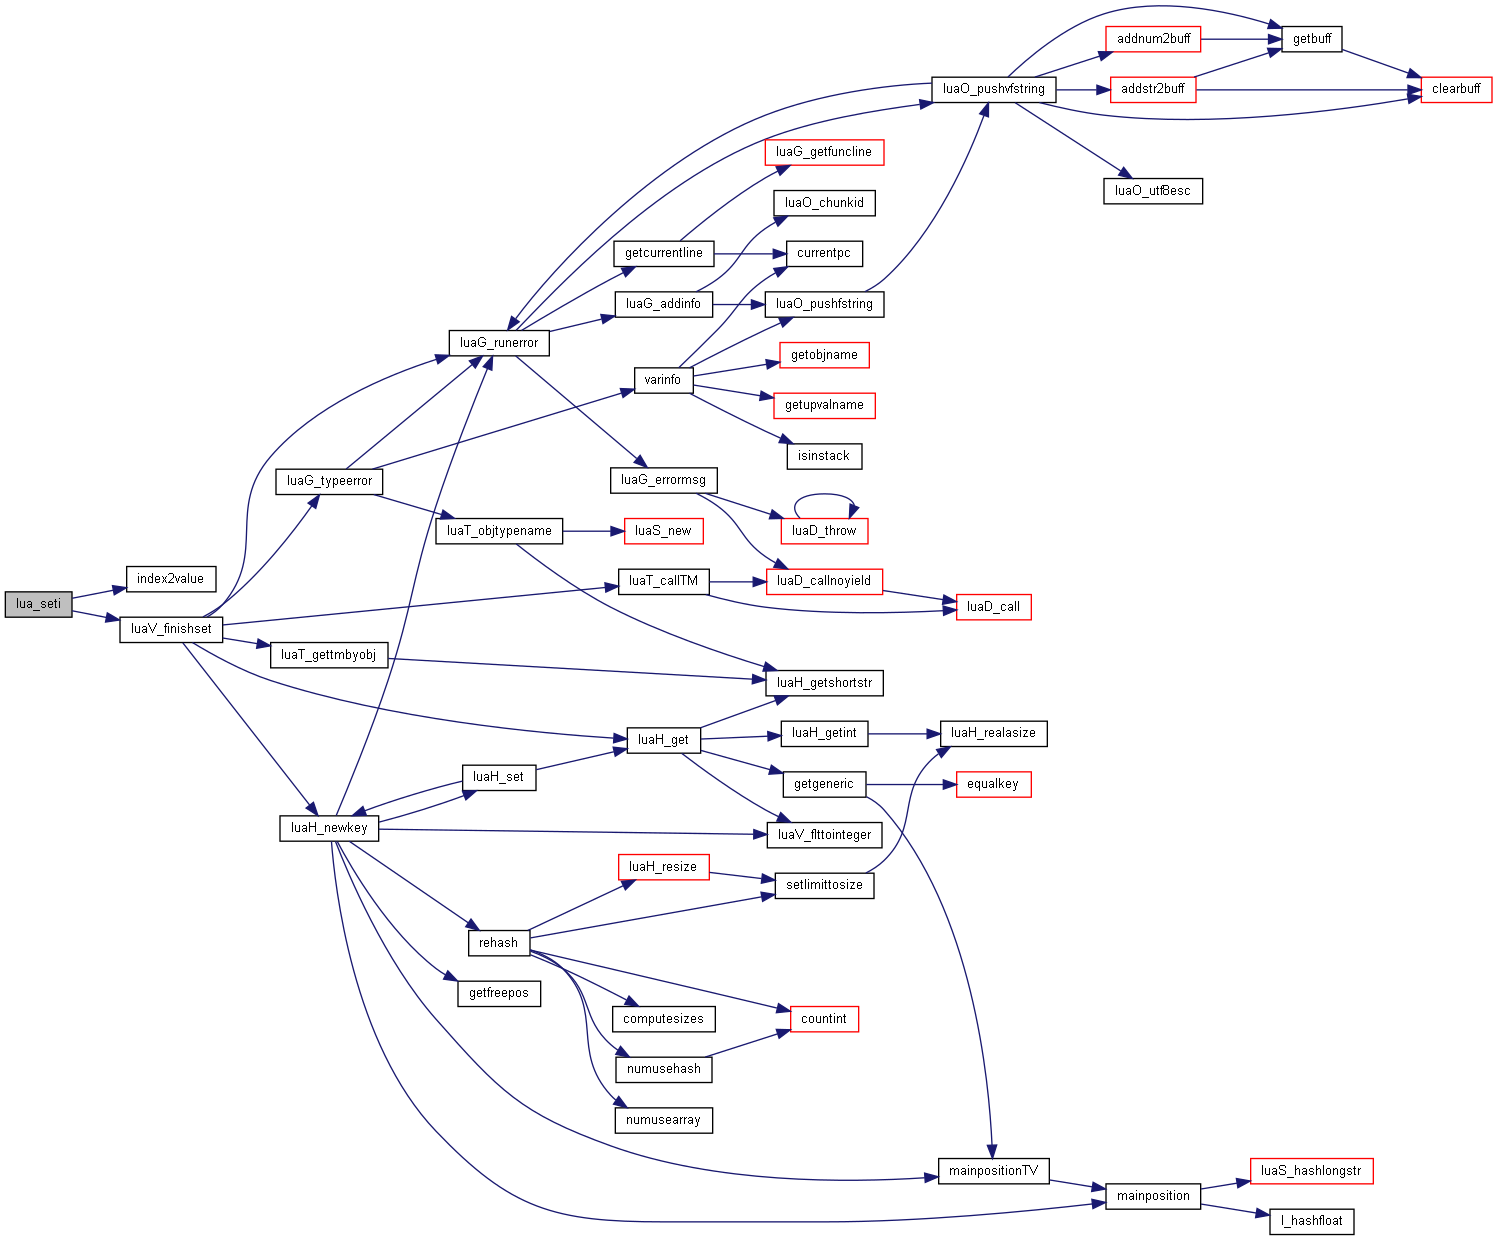 addnum2buff
getbuff
luaO_pushvfstring
addstr2buff
clearbuff
luaG_getfuncline
luaO_utf8esc
luaO_chunkid
getcurrentline
currentpc
luaG_addinfo
luaO_pushfstring
luaG_runerror
getobjname
varinfo
getupvalname
isinstack
luaG_typeerror
luaG_errormsg
luaT_objtypename
luaS_new
luaD_throw
index2value
luaT_callTM
luaD_callnoyield
lua_seti
luaD_call
luaV_finishset
luaT_gettmbyobj
luaH_getshortstr
luaH_get
luaH_getint
luaH_realasize
luaH_set
getgeneric
equalkey
luaH_newkey
luaV_flttointeger
luaH_resize
setlimittosize
rehash
getfreepos
computesizes
countint
numusehash
numusearray
mainpositionTV
luaS_hashlongstr
mainposition
l_hashfloat